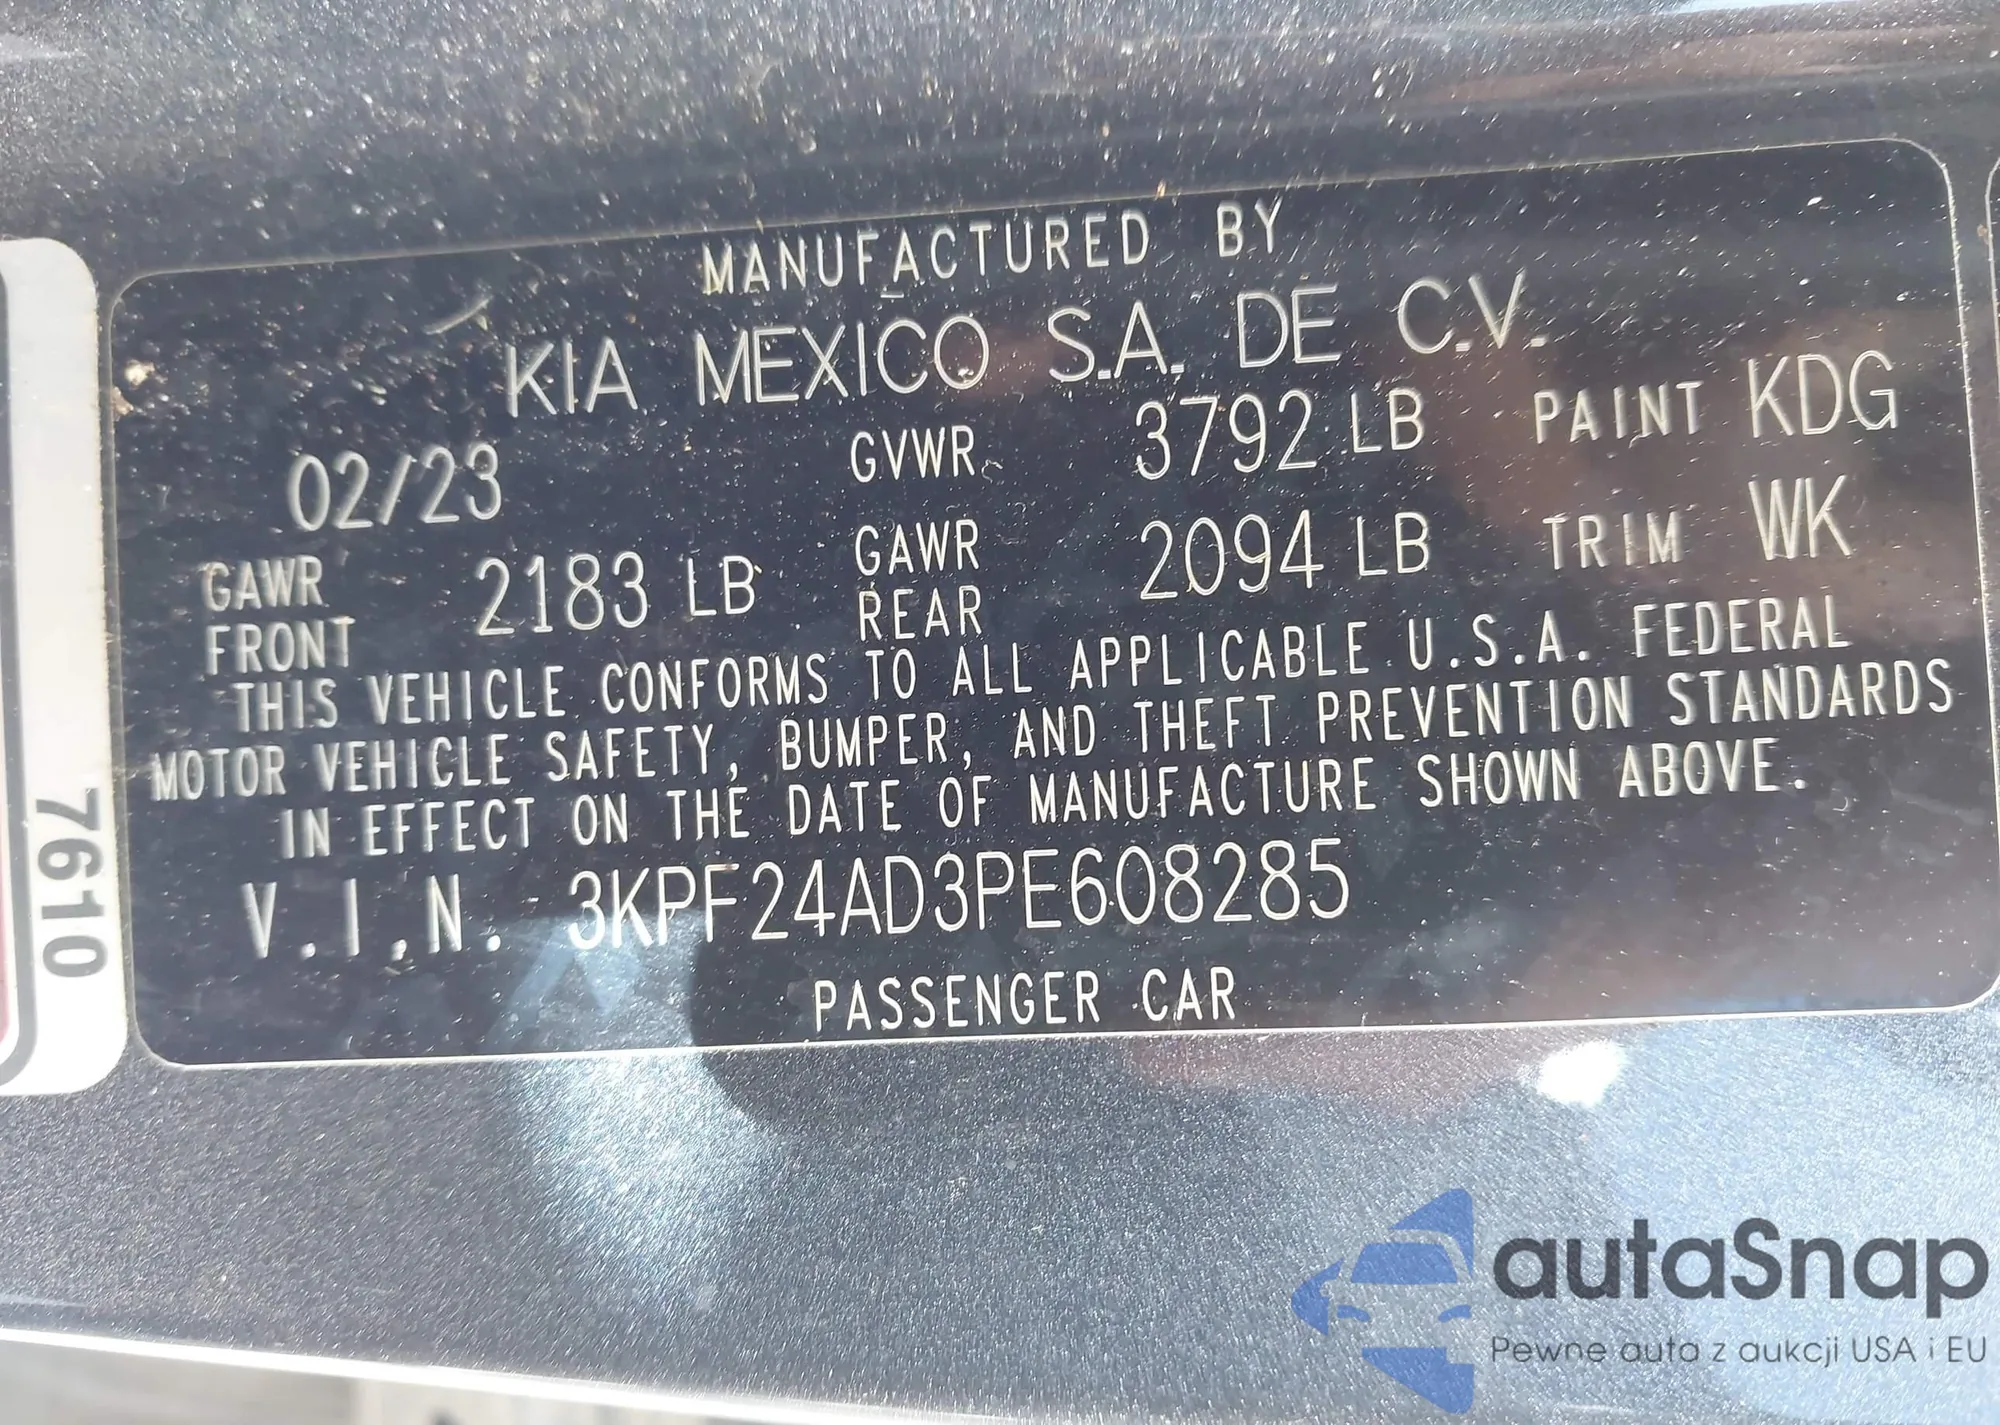 MANUFACTURED BY
KIA MEXICO S.A. DE C.V.
02/23 GVWR 3792 LB PAINT KDG
GAWR FRONT 2183 LB GAWR REAR 2094 LB TRIM WK
THIS VEHICLE CONFORMS TO ALL APPLICABLE U.S.A. FEDERAL
MOTOR VEHICLE SAFETY, BUMPER, AND THEFT PREVENTION STANDARDS
IN EFFECT ON THE DATE OF MANUFACTURE SHOWN ABOVE.
V.I.N. 3KPF24AD3PE608285
PASSENGER CAR
7610
autaSnap
Pewne auta z aukcji USA i EU